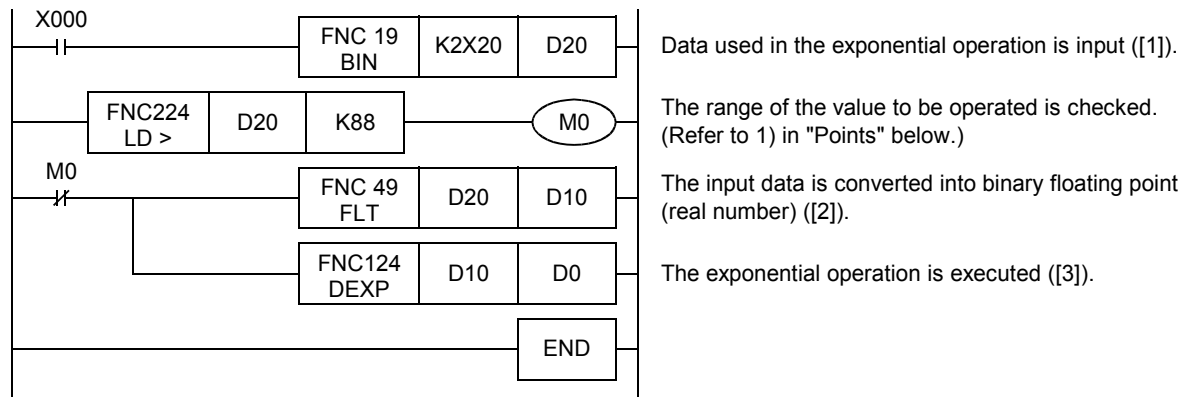 X000
FNC 19
BIN
K2X20
D20
Data used in the exponential operation is input ([1]).
FNC224
LD >
D20
K88
M0
The range of the value to be operated is checked.
(Refer to 1) in "Points" below.)
M0
FNC 49
FLT
D20
D10
The input data is converted into binary floating point
(real number) ([2]).
FNC124
DEXP
D10
D0
The exponential operation is executed ([3]).
END